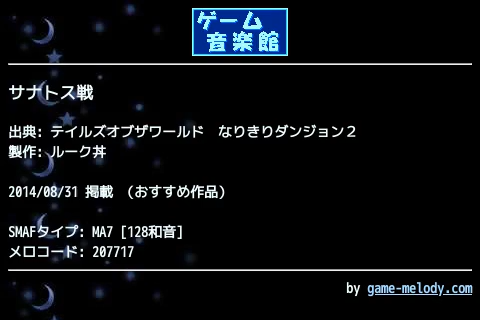 ゲーム
音楽館
サナトス戦
出典: テイルズオブザワールド　なりきりダンジョン２
製作: ルーク丼
2014/08/31 掲載　(おすすめ作品)
SMAFタイプ: MA7 [128和音]
メロコード: 207717
by game-melody.com